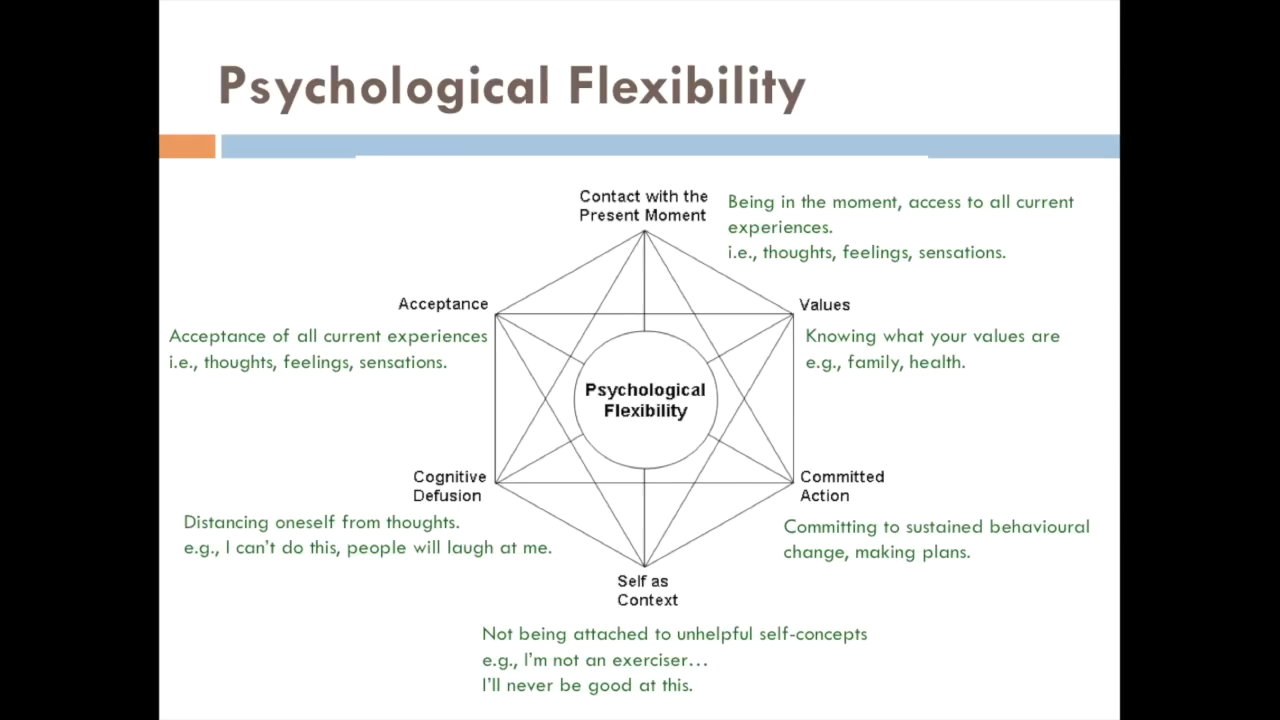 Psychological Flexibility
Contact with the
Present Moment
Being in the moment, access to all current
experiences.
i.e., thoughts, feelings, sensations.
Acceptance
Acceptance of all current experiences
i.e., thoughts, feelings, sensations.
Values
Knowing what your values are
e.g., family, health.
Psychological
Flexibility
Cognitive
Defusion
Distancing oneself from thoughts.
e.g., I can't do this, people will laugh at me.
Committed
Action
Committing to sustained behavioural
change, making plans.
Self as
Context
Not being attached to unhelpful self-concepts
e.g., I'm not an exerciser...
I'll never be good at this.